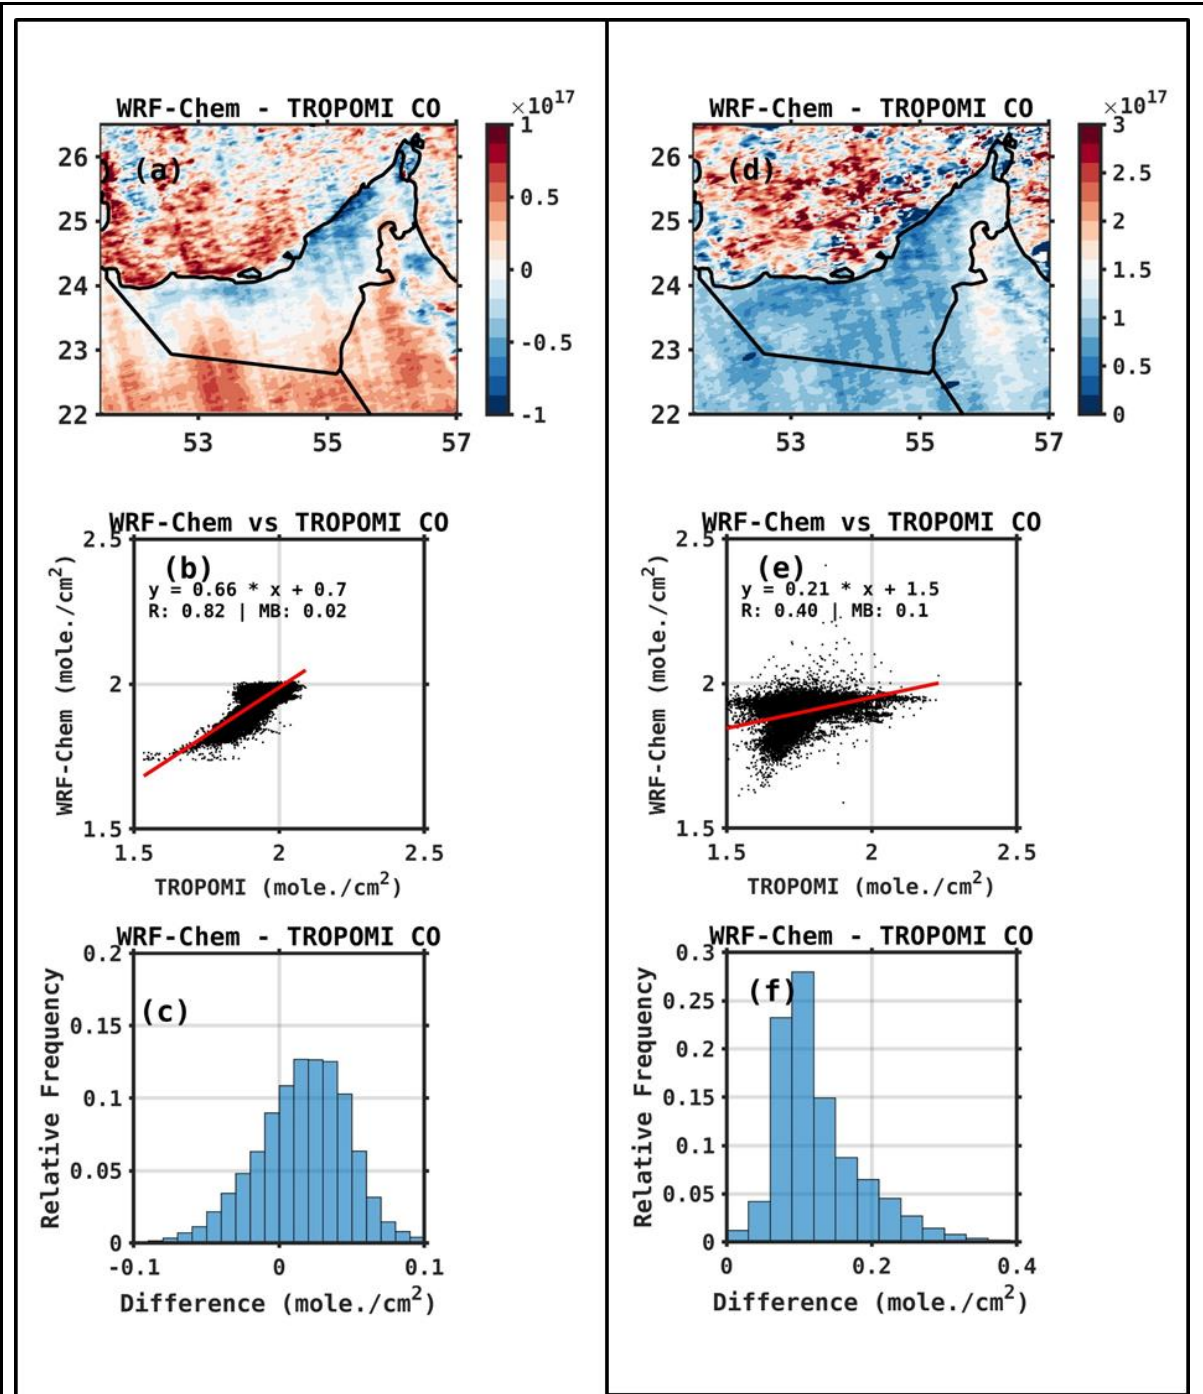 WRF-Chem - TROPOMI CO
×10^17
(a)
26
25
24
23
22
53
55
57
1
0.5
0
-0.5
-1
WRF-Chem - TROPOMI CO
×10^17
(d)
26
25
24
23
22
53
55
57
3
2.5
2
1.5
1
0.5
0
WRF-Chem vs TROPOMI CO
(b)
y = 0.66 * x + 0.7
R: 0.82 | MB: 0.02
WRF-Chem (mole./cm^2)
2.5
2
1.5
1.5
2
2.5
TROPOMI (mole./cm^2)
WRF-Chem vs TROPOMI CO
(e)
y = 0.21 * x + 1.5
R: 0.40 | MB: 0.1
WRF-Chem (mole./cm^2)
2.5
2
1.5
1.5
2
2.5
TROPOMI (mole./cm^2)
WRF-Chem - TROPOMI CO
(c)
Relative Frequency
0.2
0.15
0.1
0.05
0
-0.1
0
0.1
Difference (mole./cm^2)
WRF-Chem - TROPOMI CO
(f)
Relative Frequency
0.3
0.25
0.2
0.15
0.1
0.05
0
0
0.2
0.4
Difference (mole./cm^2)